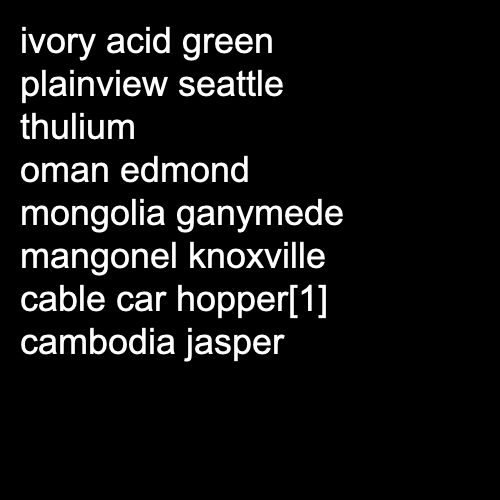 ivory acid green
plainview seattle
thulium
oman edmond
mongolia ganymede
mangonel knoxville
cable car hopper[1]
cambodia jasper